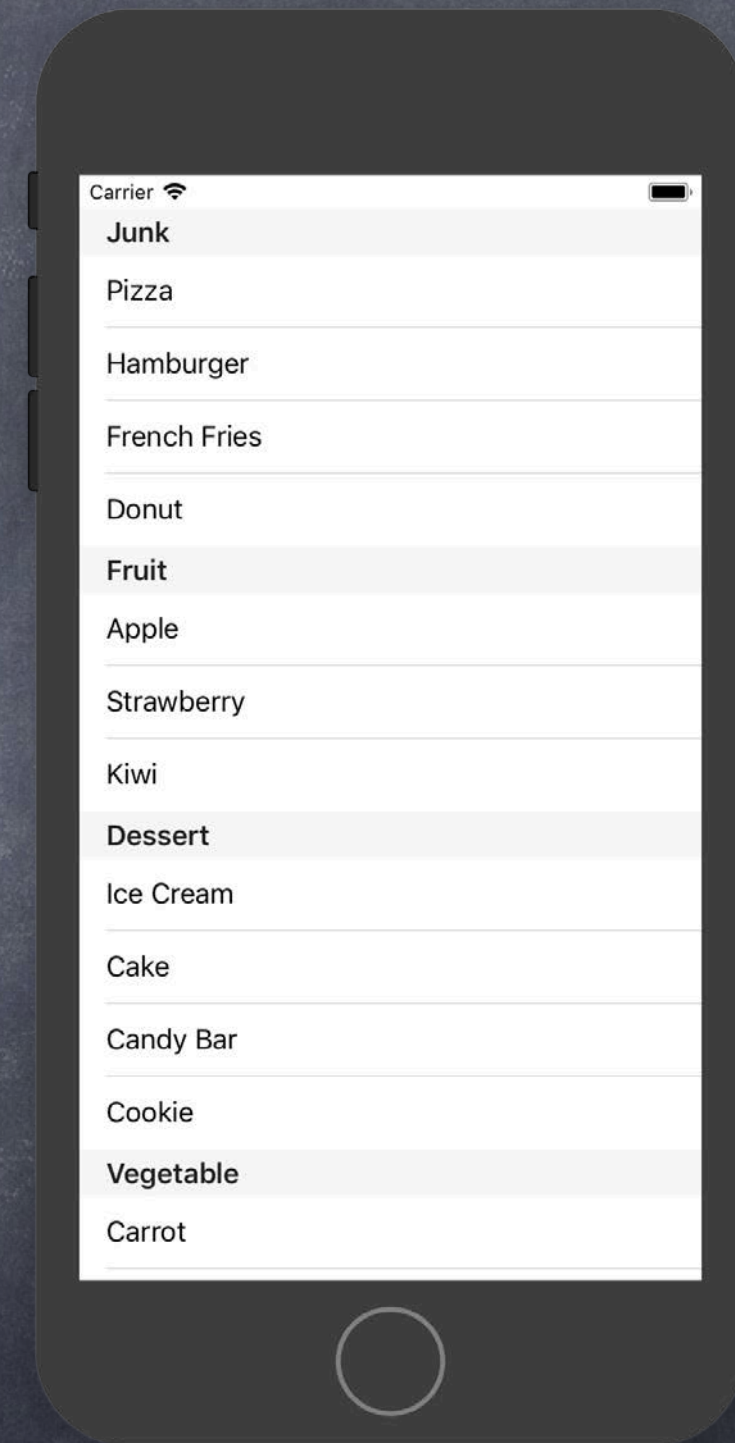 Carrier
Junk
Pizza
Hamburger
French Fries
Donut
Fruit
Apple
Strawberry
Kiwi
Dessert
Ice Cream
Cake
Candy Bar
Cookie
Vegetable
Carrot